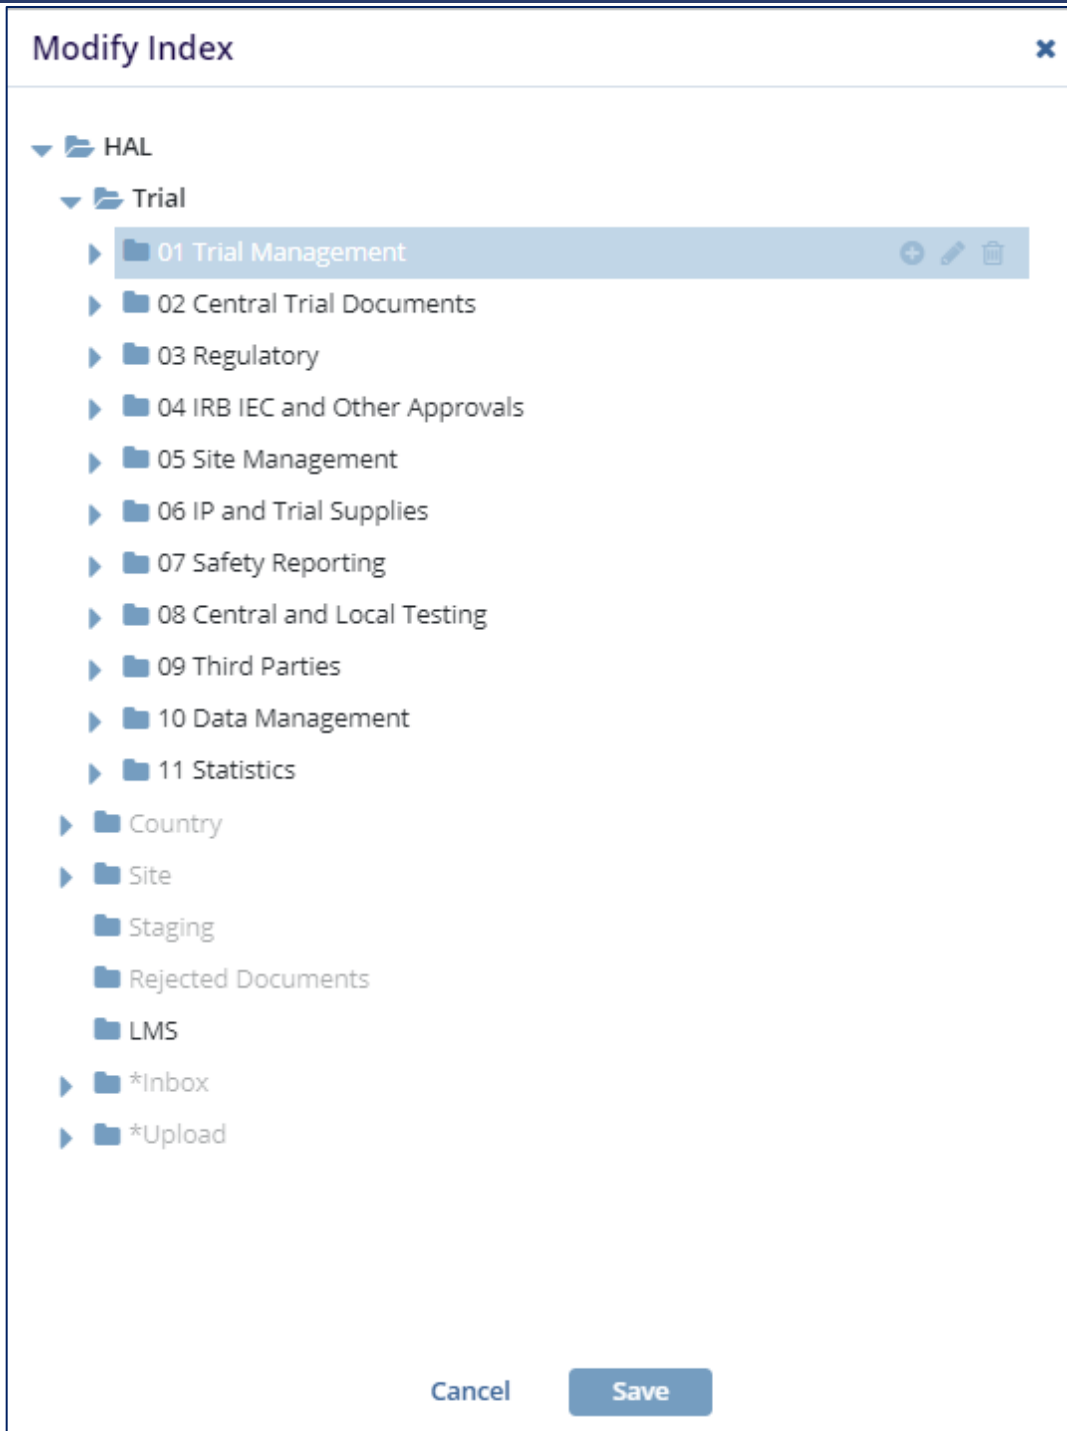 Modify Index
HAL
Trial
01 Trial Management
02 Central Trial Documents
03 Regulatory
04 IRB IEC and Other Approvals
05 Site Management
06 IP and Trial Supplies
07 Safety Reporting
08 Central and Local Testing
09 Third Parties
10 Data Management
11 Statistics
Country
Site
Staging
Rejected Documents
LMS
*Inbox
*Upload
Cancel Save